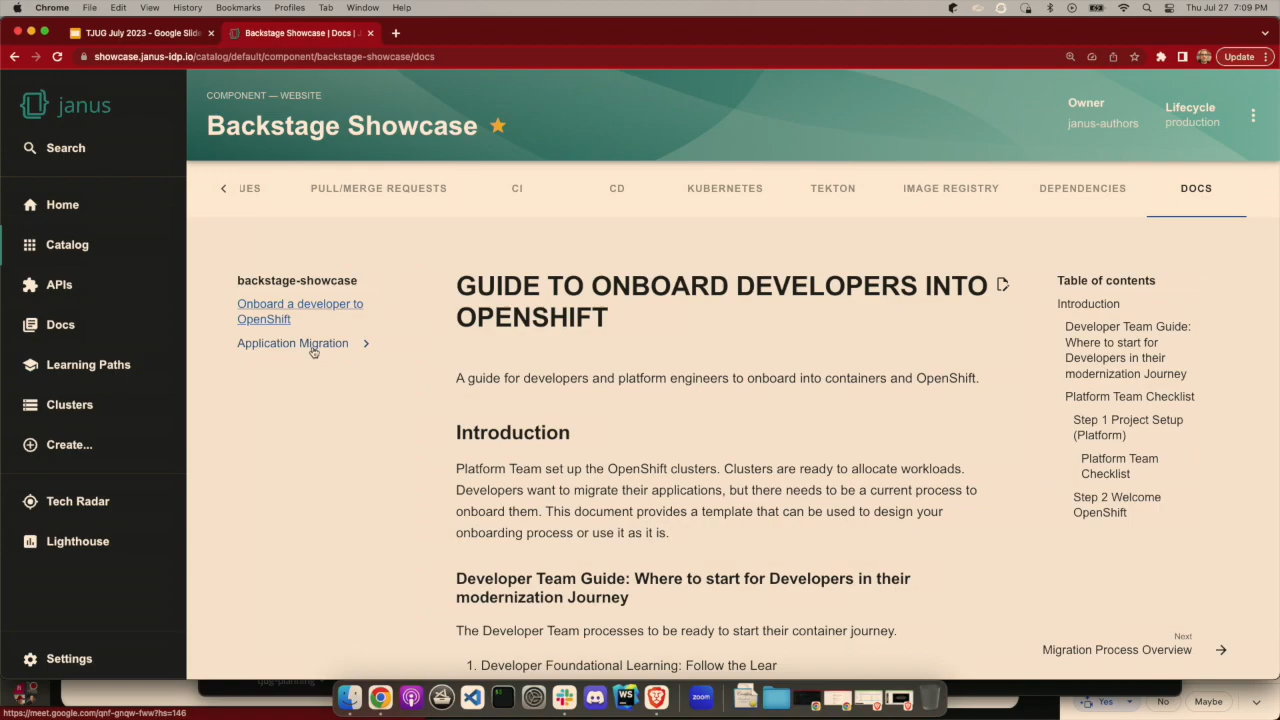 Chrome File Edit View History Bookmarks Profiles Tab Window Help
Thu Jul 27 7:09 PM
TJUG July 2023 - Google Slide
Backstage Showcase | Docs |
showcase.janus-idp.io/catalog/default/component/backstage-showcase/docs
Update
janus
Search
Home
Catalog
APIs
Docs
Learning Paths
Clusters
Create...
Tech Radar
Lighthouse
Settings
COMPONENT — WEBSITE
Backstage Showcase
Owner
janus-authors
Lifecycle
production
UES PULL/MERGE REQUESTS CI CD KUBERNETES TEKTON IMAGE REGISTRY DEPENDENCIES DOCS
backstage-showcase
Onboard a developer to
OpenShift
Application Migration
GUIDE TO ONBOARD DEVELOPERS INTO
OPENSHIFT
A guide for developers and platform engineers to onboard into containers and OpenShift.
Introduction
Platform Team set up the OpenShift clusters. Clusters are ready to allocate workloads.
Developers want to migrate their applications, but there needs to be a current process to
onboard them. This document provides a template that can be used to design your
onboarding process or use it as it is.
Developer Team Guide: Where to start for Developers in their
modernization Journey
The Developer Team processes to be ready to start their container journey.
1. Developer Foundational Learning: Follow the Lear
Table of contents
Introduction
Developer Team Guide:
Where to start for
Developers in their
modernization Journey
Platform Team Checklist
Step 1 Project Setup
(Platform)
Platform Team
Checklist
Step 2 Welcome
OpenShift
Next
Migration Process Overview
tjug-planning
zoom
WS
Yes No Maybe
https://meet.google.com/qnf-gnqw-fww?hs=146